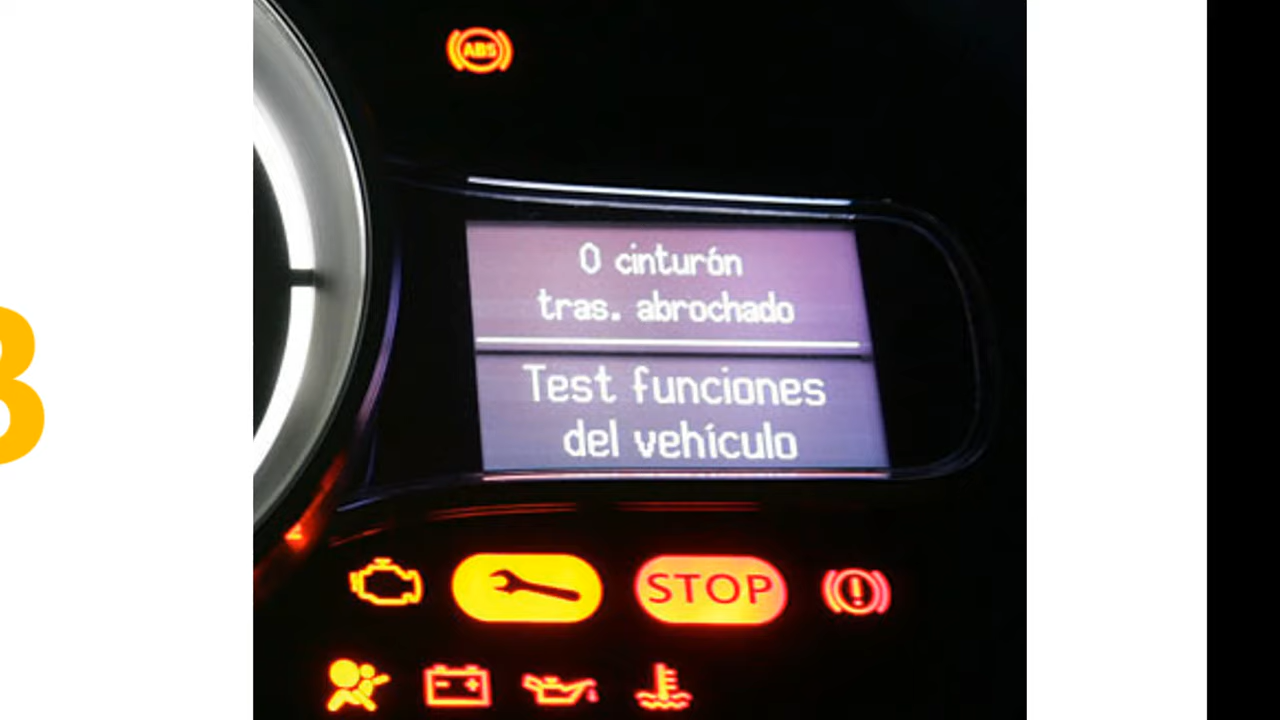 ABS
0 cinturón
tras. abrochado
Test funciones
del vehículo
STOP